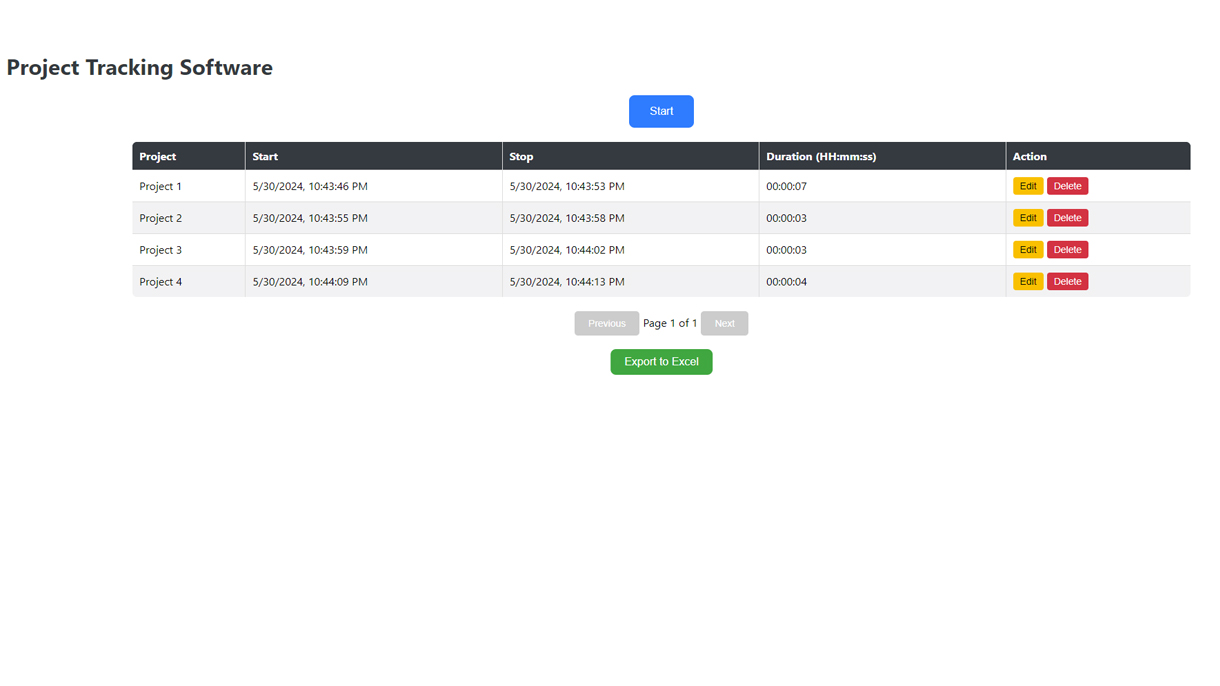 Project Tracking Software
Start
Project Start Stop Duration (HH:mm:ss) Action
Project 1 5/30/2024, 10:43:46 PM 5/30/2024, 10:43:53 PM 00:00:07 Edit Delete
Project 2 5/30/2024, 10:43:55 PM 5/30/2024, 10:43:58 PM 00:00:03 Edit Delete
Project 3 5/30/2024, 10:43:59 PM 5/30/2024, 10:44:02 PM 00:00:03 Edit Delete
Project 4 5/30/2024, 10:44:09 PM 5/30/2024, 10:44:13 PM 00:00:04 Edit Delete
Previous Page 1 of 1 Next
Export to Excel